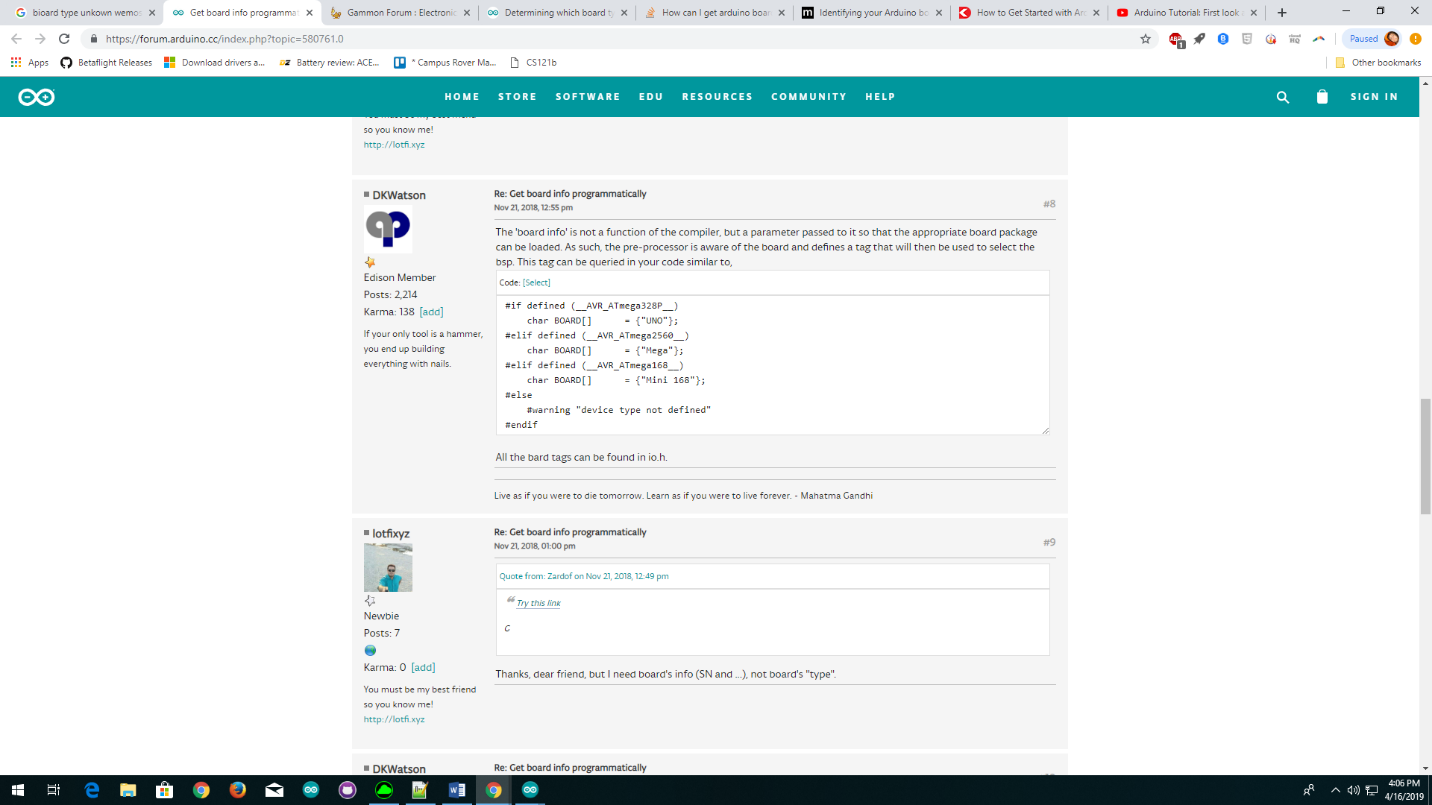 bioard type unkown wemos
Get board info programmat
Gammon Forum : Electronic
Determining which board ty
How can I get arduino boar
Identifying your Arduino bo
How to Get Started with Ard
Arduino Tutorial: First look a
https://forum.arduino.cc/index.php?topic=580761.0
Paused
Apps
Betaflight Releases
Download drivers a...
Battery review: ACE...
* Campus Rover Ma...
CS121b
Other bookmarks
HOME STORE SOFTWARE EDU RESOURCES COMMUNITY HELP
SIGN IN
so you know me!
http://lotfi.xyz
DKWatson
Edison Member
Posts: 2,214
Karma: 138 [add]
If your only tool is a hammer,
you end up building
everything with nails.
Re: Get board info programmatically
Nov 21, 2018, 12:55 pm
#8
The 'board info' is not a function of the compiler, but a parameter passed to it so that the appropriate board package
can be loaded. As such, the pre-processor is aware of the board and defines a tag that will then be used to select the
bsp. This tag can be queried in your code similar to,
Code: [Select]
#if defined (__AVR_ATmega328P__)
char BOARD[] = {"UNO"};
#elif defined (__AVR_ATmega2560__)
char BOARD[] = {"Mega"};
#elif defined (__AVR_ATmega168__)
char BOARD[] = {"Mini 168"};
#else
#warning "device type not defined"
#endif
All the bard tags can be found in io.h.
Live as if you were to die tomorrow. Learn as if you were to live forever. - Mahatma Gandhi
lotfixyz
Newbie
Posts: 7
Karma: 0 [add]
You must be my best friend
so you know me!
http://lotfi.xyz
Re: Get board info programmatically
Nov 21, 2018, 01:00 pm
#9
Quote from: Zardof on Nov 21, 2018, 12:49 pm
Try this link
C
Thanks, dear friend, but I need board's info (SN and ...), not board's "type".
DKWatson
Re: Get board info programmatically
4:06 PM
4/16/2019